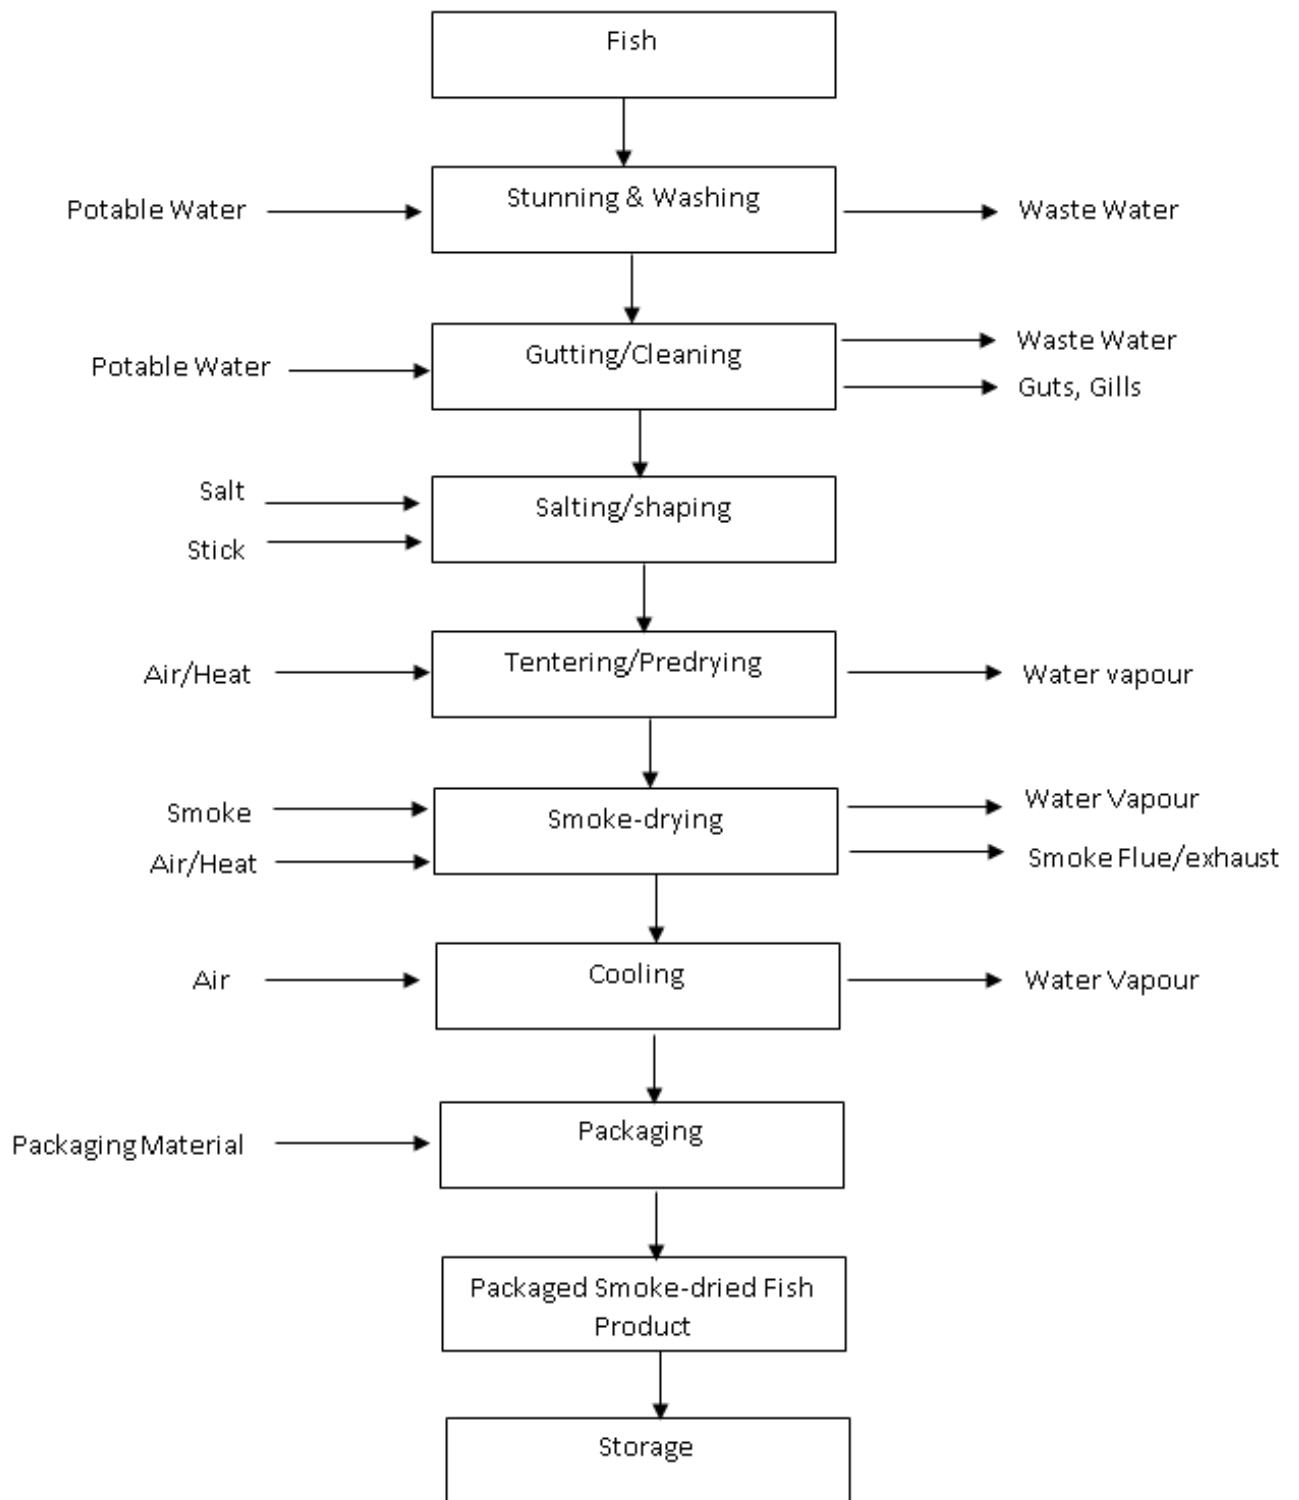 Fish
Stunning & Washing
Potable Water
Waste Water
Gutting/Cleaning
Potable Water
Waste Water
Guts, Gills
Salt
Salting/shaping
Stick
Air/Heat
Tentering/Predrying
Water vapour
Smoke
Smoke-drying
Water Vapour
Air/Heat
Smoke Flue/exhaust
Air
Cooling
Water Vapour
Packaging Material
Packaging
Packaged Smoke-dried Fish
Product
Storage